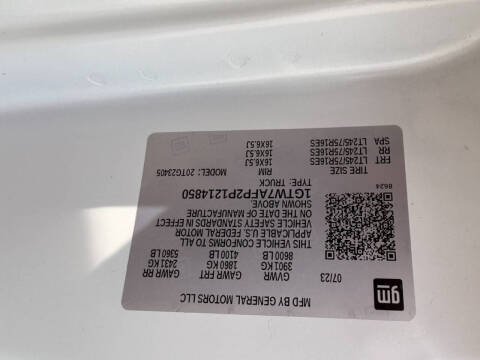 gm
MFD BY GENERAL MOTORS LLC
07/23 GVWR GAWR FRT GAWR RR
3901 KG 1860 KG 2431 KG
8600 LB 4100 LB 5360 LB
THIS VEHICLE CONFORMS TO ALL
APPLICABLE U.S. FEDERAL MOTOR
VEHICLE SAFETY STANDARDS IN EFFECT
ON THE DATE OF MANUFACTURE
SHOWN ABOVE.
1GTW7AFP2P1214850
TYPE: TRUCK MODEL: 20TG23405
8624
TIRE SIZE RIM
FRT LT245/75R16ES 16X6.5J
RR LT245/75R16ES 16X6.5J
SPA LT245/75R16ES 16X6.5J